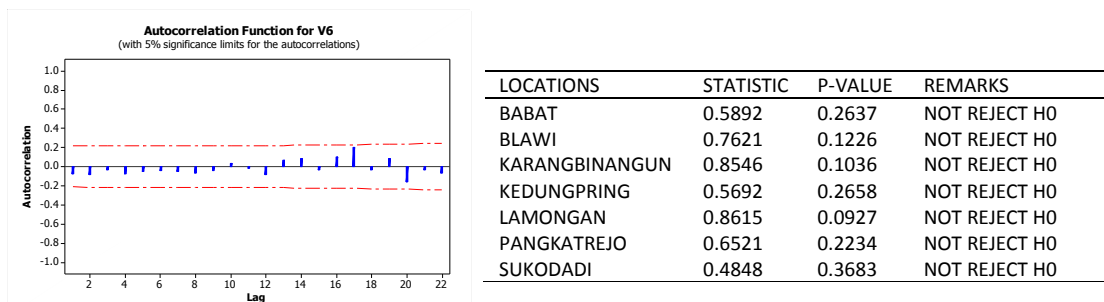 Autocorrelation Function for V6
(with 5% significance limits for the autocorrelations)
Autocorrelation
1.0
0.8
0.6
0.4
0.2
0.0
-0.2
-0.4
-0.6
-0.8
-1.0
2 4 6 8 10 12 14 16 18 20 22
Lag
LOCATIONS STATISTIC P-VALUE REMARKS
BABAT 0.5892 0.2637 NOT REJECT H0
BLAWI 0.7621 0.1226 NOT REJECT H0
KARANGBINANGUN 0.8546 0.1036 NOT REJECT H0
KEDUNGPRING 0.5692 0.2658 NOT REJECT H0
LAMONGAN 0.8615 0.0927 NOT REJECT H0
PANGKATREJO 0.6521 0.2234 NOT REJECT H0
SUKODADI 0.4848 0.3683 NOT REJECT H0